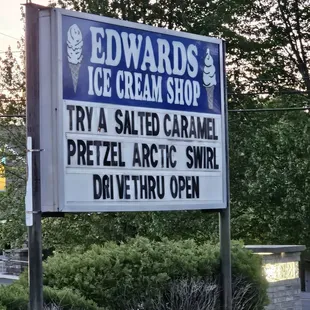 EDWARDS
ICE CREAM SHOP
TRY A SALTED CARAMEL
PRETZEL ARCTIC SWIRL
DRIVETHRU OPEN